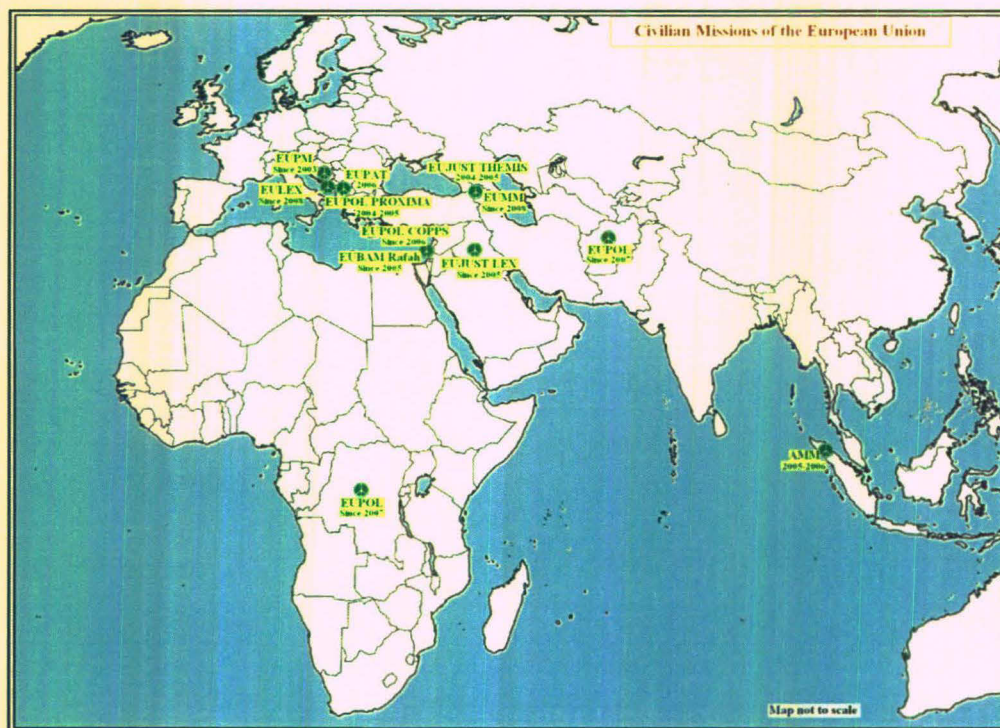 Civilian Missions of the European Union
EUPM
Since 2003
EUPAT
2006
EUJUST THEMIS
2004-2005
EULEX
Since 2008
EUPOL PROXIMA
2004-2005
EUMM
Since 2008
EUPOL COPPS
Since 2006
EUPOL
Since 2007
EUBAM Rafah
Since 2005
EUJUST LEX
Since 2005
AMM
2005-2006
EUPOL
Since 2007
Map not to scale